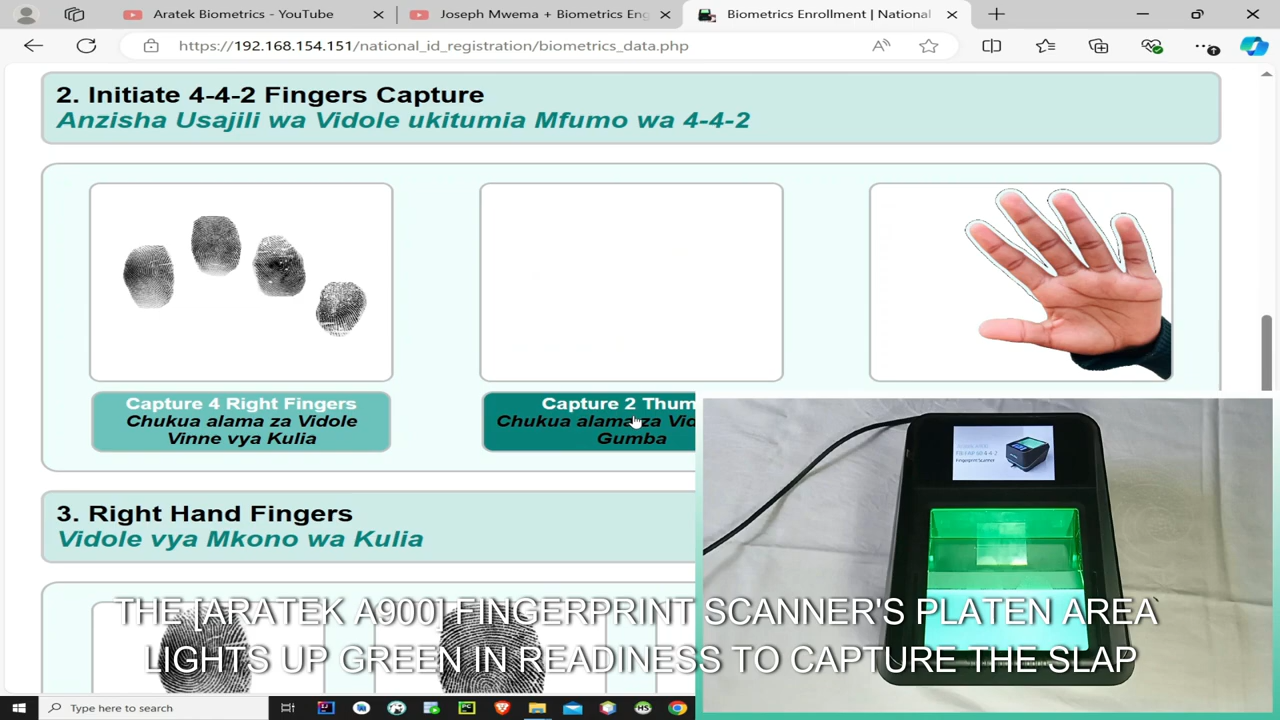 Aratek Biometrics - YouTube
Joseph Mwema + Biometrics Eng
Biometrics Enrollment | National
https://192.168.154.151/national_id_registration/biometrics_data.php
2. Initiate 4-4-2 Fingers Capture
Anzisha Usajili wa Vidole ukitumia Mfumo wa 4-4-2
Capture 4 Right Fingers
Chukua alama za Vidole
Vinne vya Kulia
Capture 2 Thum
Chukua alama za Vid
Gumba
3. Right Hand Fingers
Vidole vya Mkono wa Kulia
Fingerprint Scanner
THE [ARATEK A900] FINGERPRINT SCANNER'S PLATEN AREA
LIGHTS UP GREEN IN READINESS TO CAPTURE THE SLAP
Type here to search